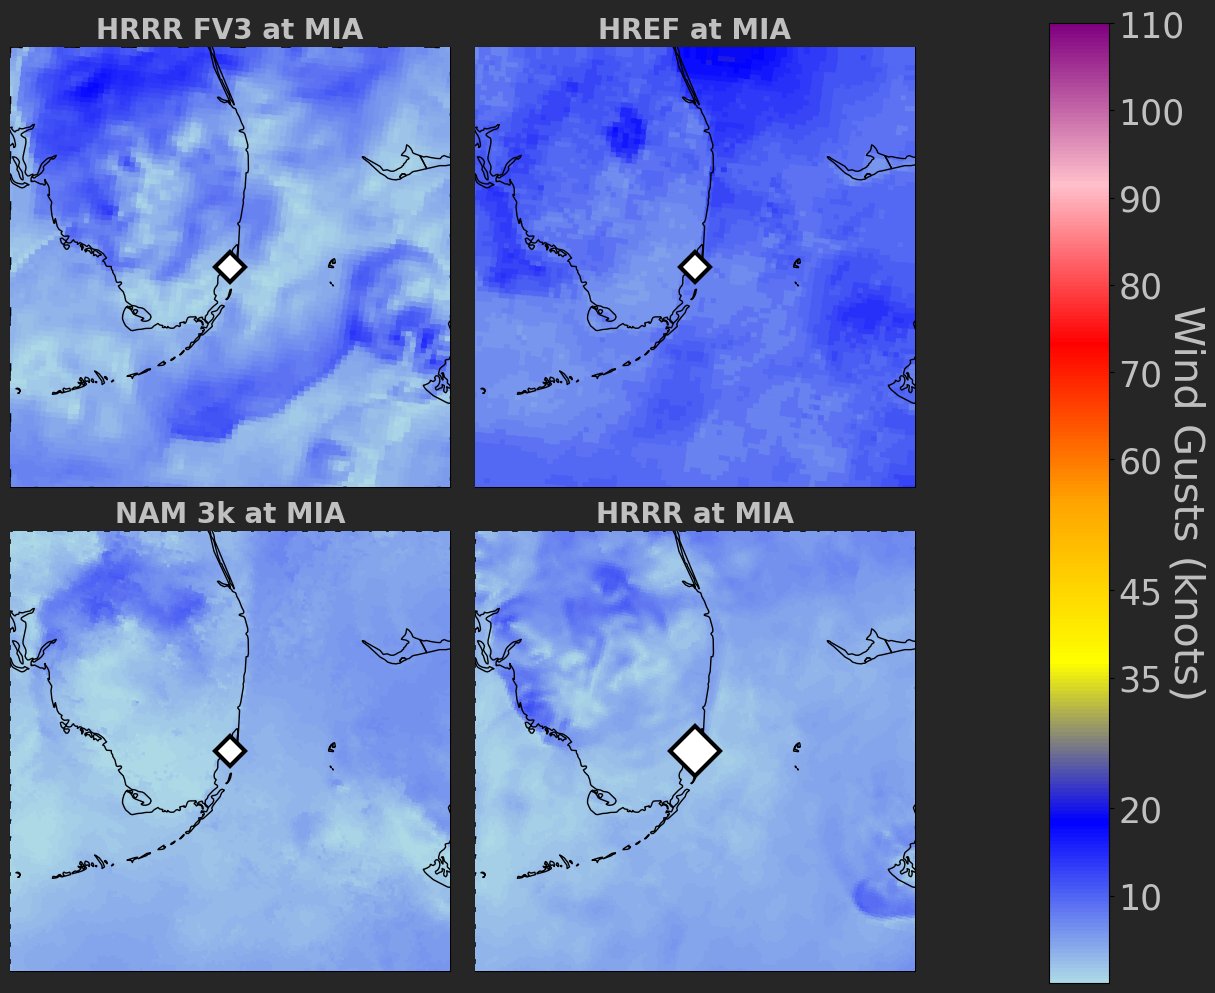 HRRR FV3 at MIA
HREF at MIA
NAM 3k at MIA
HRRR at MIA
110
100
90
80
70
60
45
35
20
10
Wind Gusts (knots)